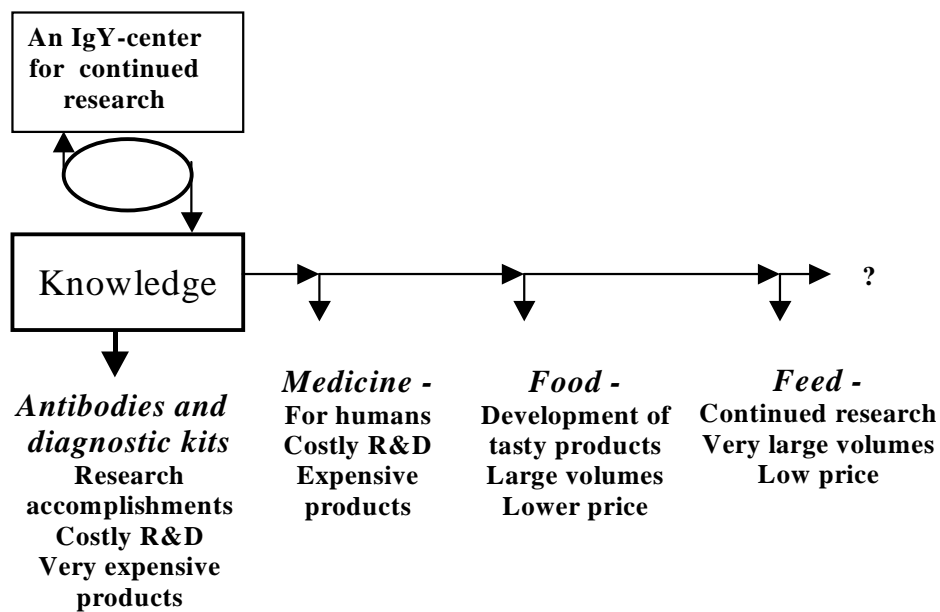 An IgY-center
for continued
research
Knowledge
?
Antibodies and
diagnostic kits
Research
accomplishments
Costly R&D
Very expensive
products
Medicine -
For humans
Costly R&D
Expensive
products
Food -
Development of
tasty products
Large volumes
Lower price
Feed -
Continued research
Very large volumes
Low price